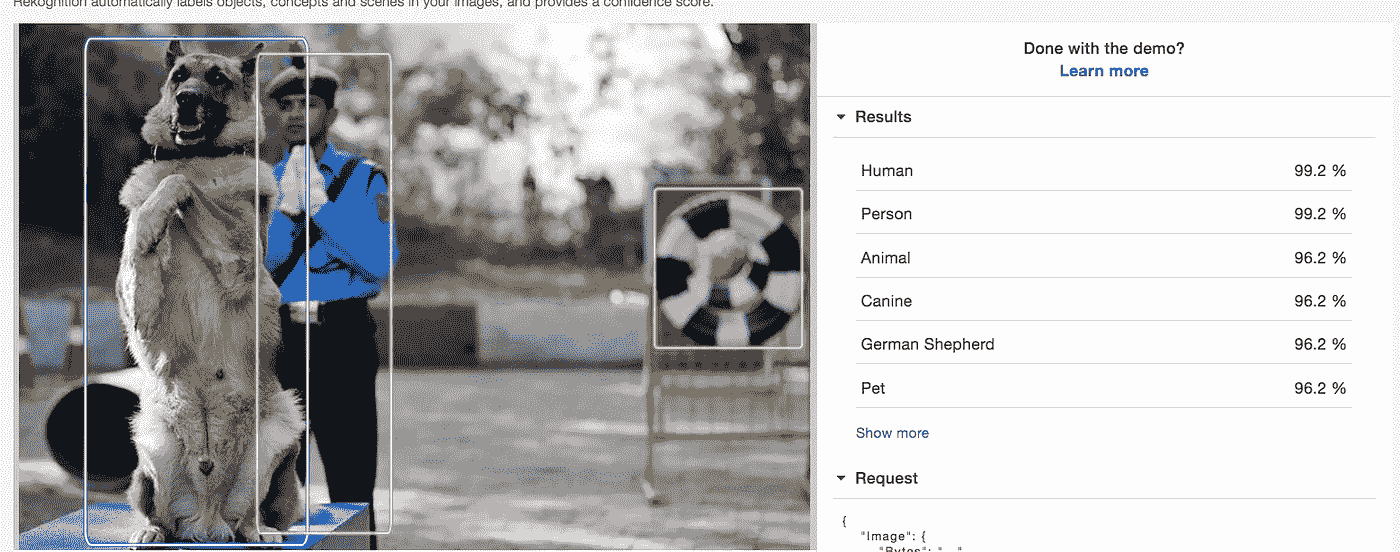 Rekognition automatically labels objects, concepts and scenes in your images, and provides a confidence score.
Done with the demo?
Learn more
Results
Human 99.2 %
Person 99.2 %
Animal 96.2 %
Canine 96.2 %
German Shepherd 96.2 %
Pet 96.2 %
Show more
Request
{
"Image": {
"Bytes": "..."